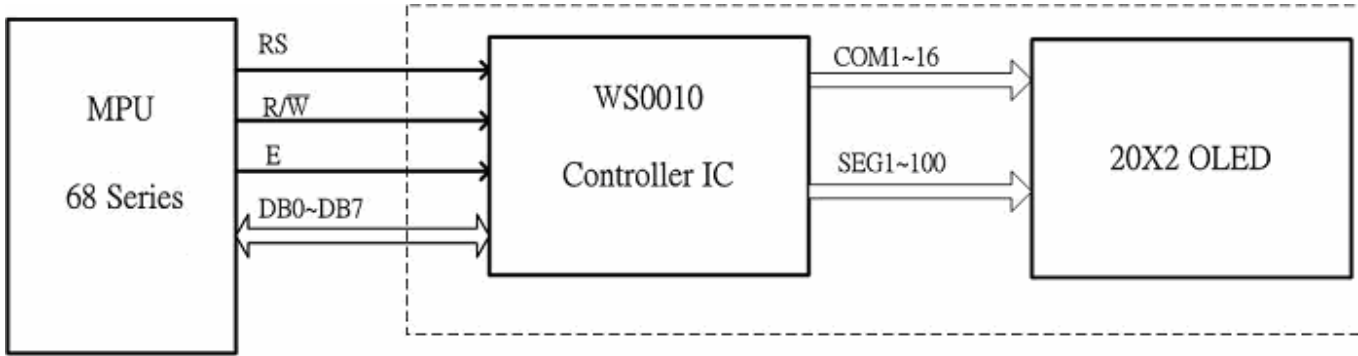 MPU
68 Series
RS
R/W̅
E
DB0~DB7
WS0010
Controller IC
COM1~16
SEG1~100
20X2 OLED